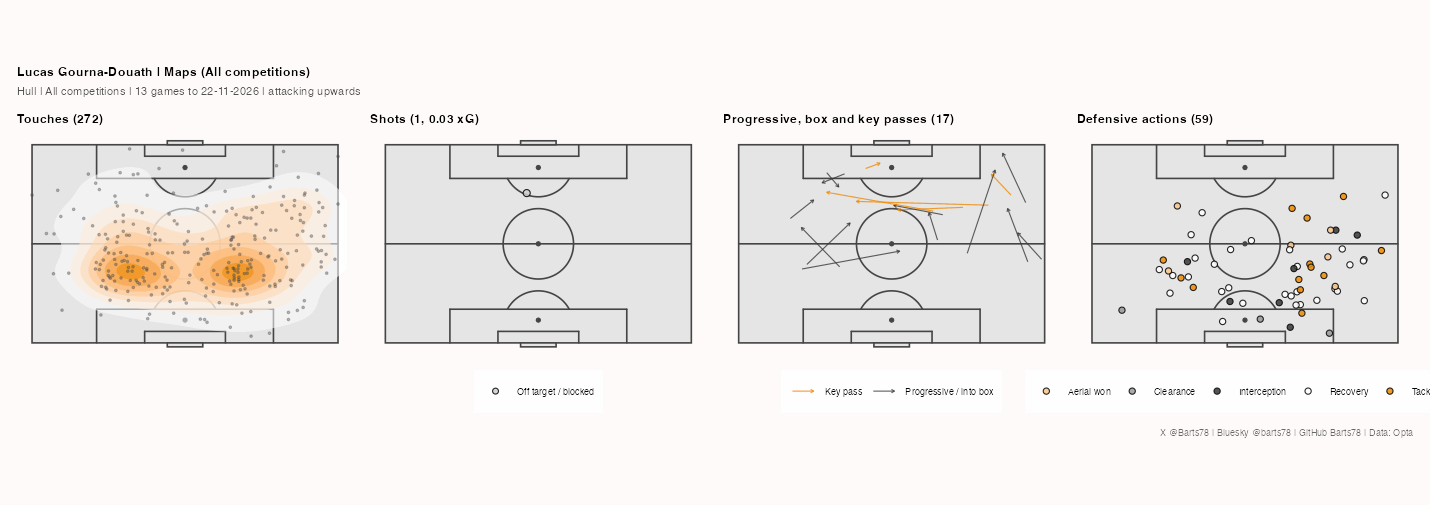 Lucas Gourna-Douath | Maps (All competitions)
Hull | All competitions | 13 games to 22-11-2026 | attacking upwards
Touches (272)
Shots (1, 0.03 xG)
Progressive, box and key passes (17)
Defensive actions (59)
Off target / blocked
Key pass
Progressive / into box
Aerial won
Clearance
Interception
Recovery
Tack
X @Barts78 | Bluesky @barts78 | GitHub Barts78 | Data: Opta